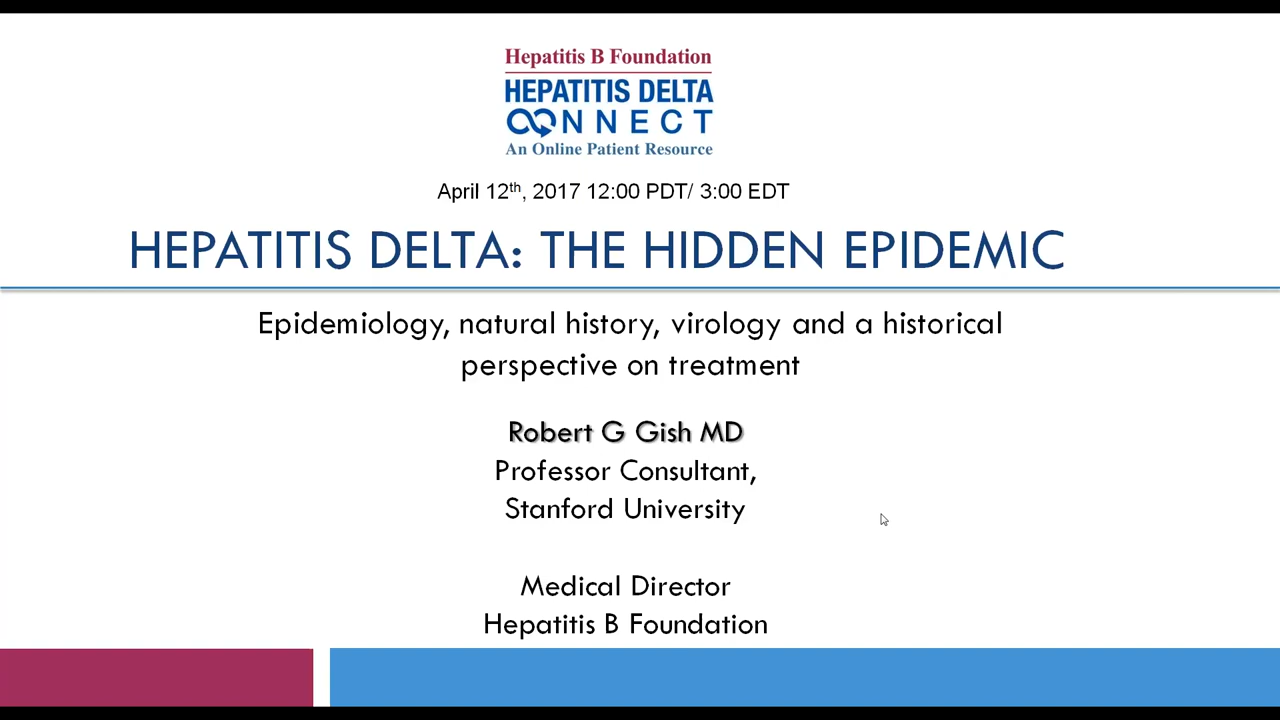 Hepatitis B Foundation
HEPATITIS DELTA
CONNECT
An Online Patient Resource
April 12th, 2017 12:00 PDT/ 3:00 EDT
HEPATITIS DELTA: THE HIDDEN EPIDEMIC
Epidemiology, natural history, virology and a historical
perspective on treatment
Robert G Gish MD
Professor Consultant,
Stanford University
Medical Director
Hepatitis B Foundation